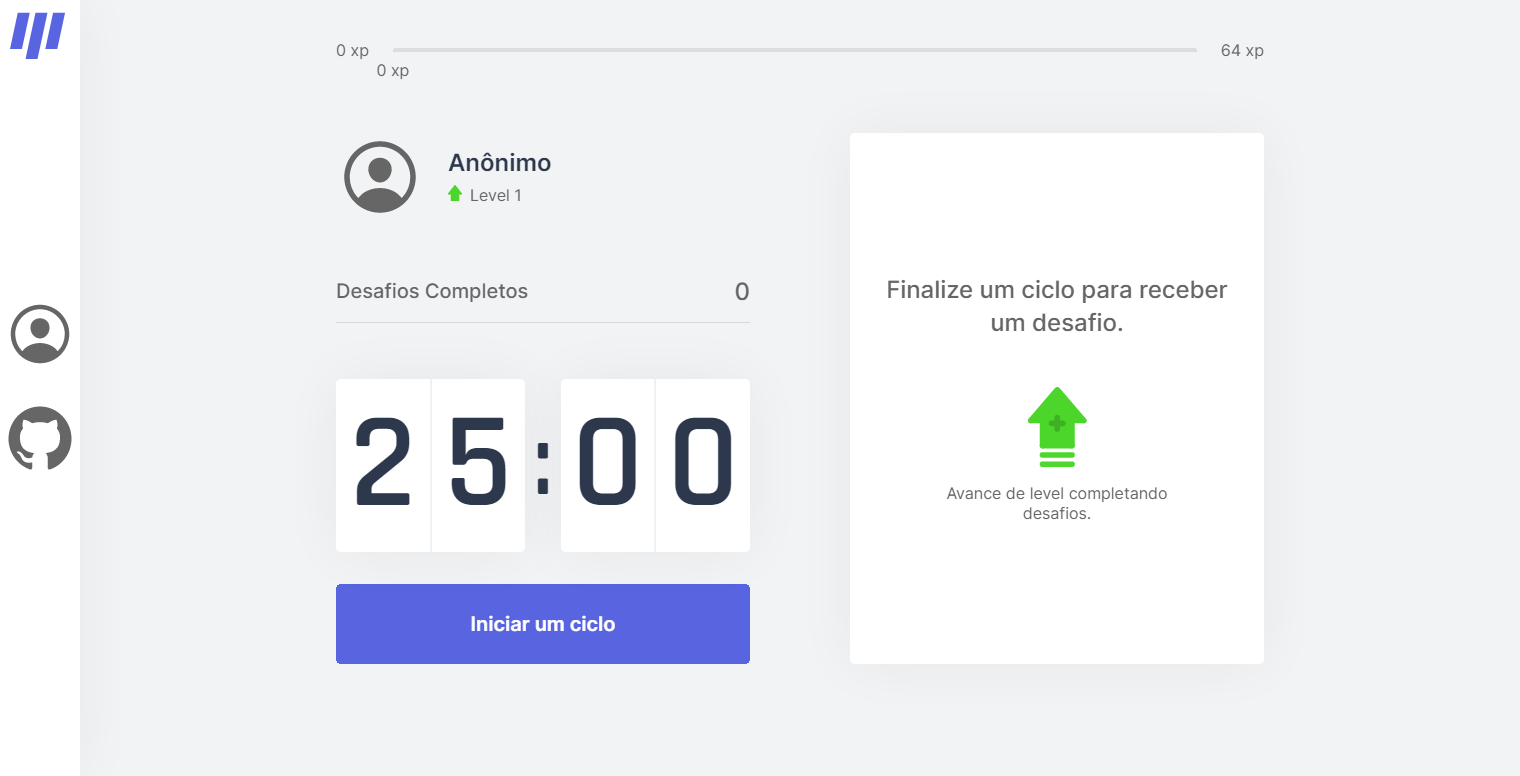 0 xp
64 xp
0 xp
Anônimo
Level 1
Desafios Completos
0
25:00
Iniciar um ciclo
Finalize um ciclo para receber
um desafio.
Avance de level completando
desafios.